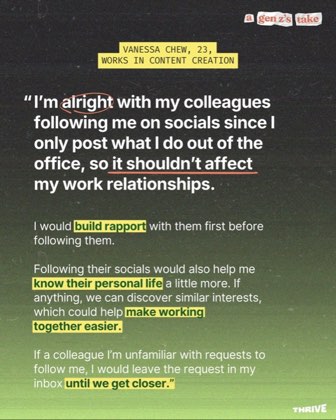 a gen z's take
VANESSA CHEW, 23,
WORKS IN CONTENT CREATION
“I’m alright with my colleagues
following me on socials since I
only post what I do out of the
office, so it shouldn’t affect
my work relationships.
I would build rapport with them first before
following them.
Following their socials would also help me
know their personal life a little more. If
anything, we can discover similar interests,
which could help make working
together easier.
If a colleague I’m unfamiliar with requests to
follow me, I would leave the request in my
inbox until we get closer.”
THRIVE